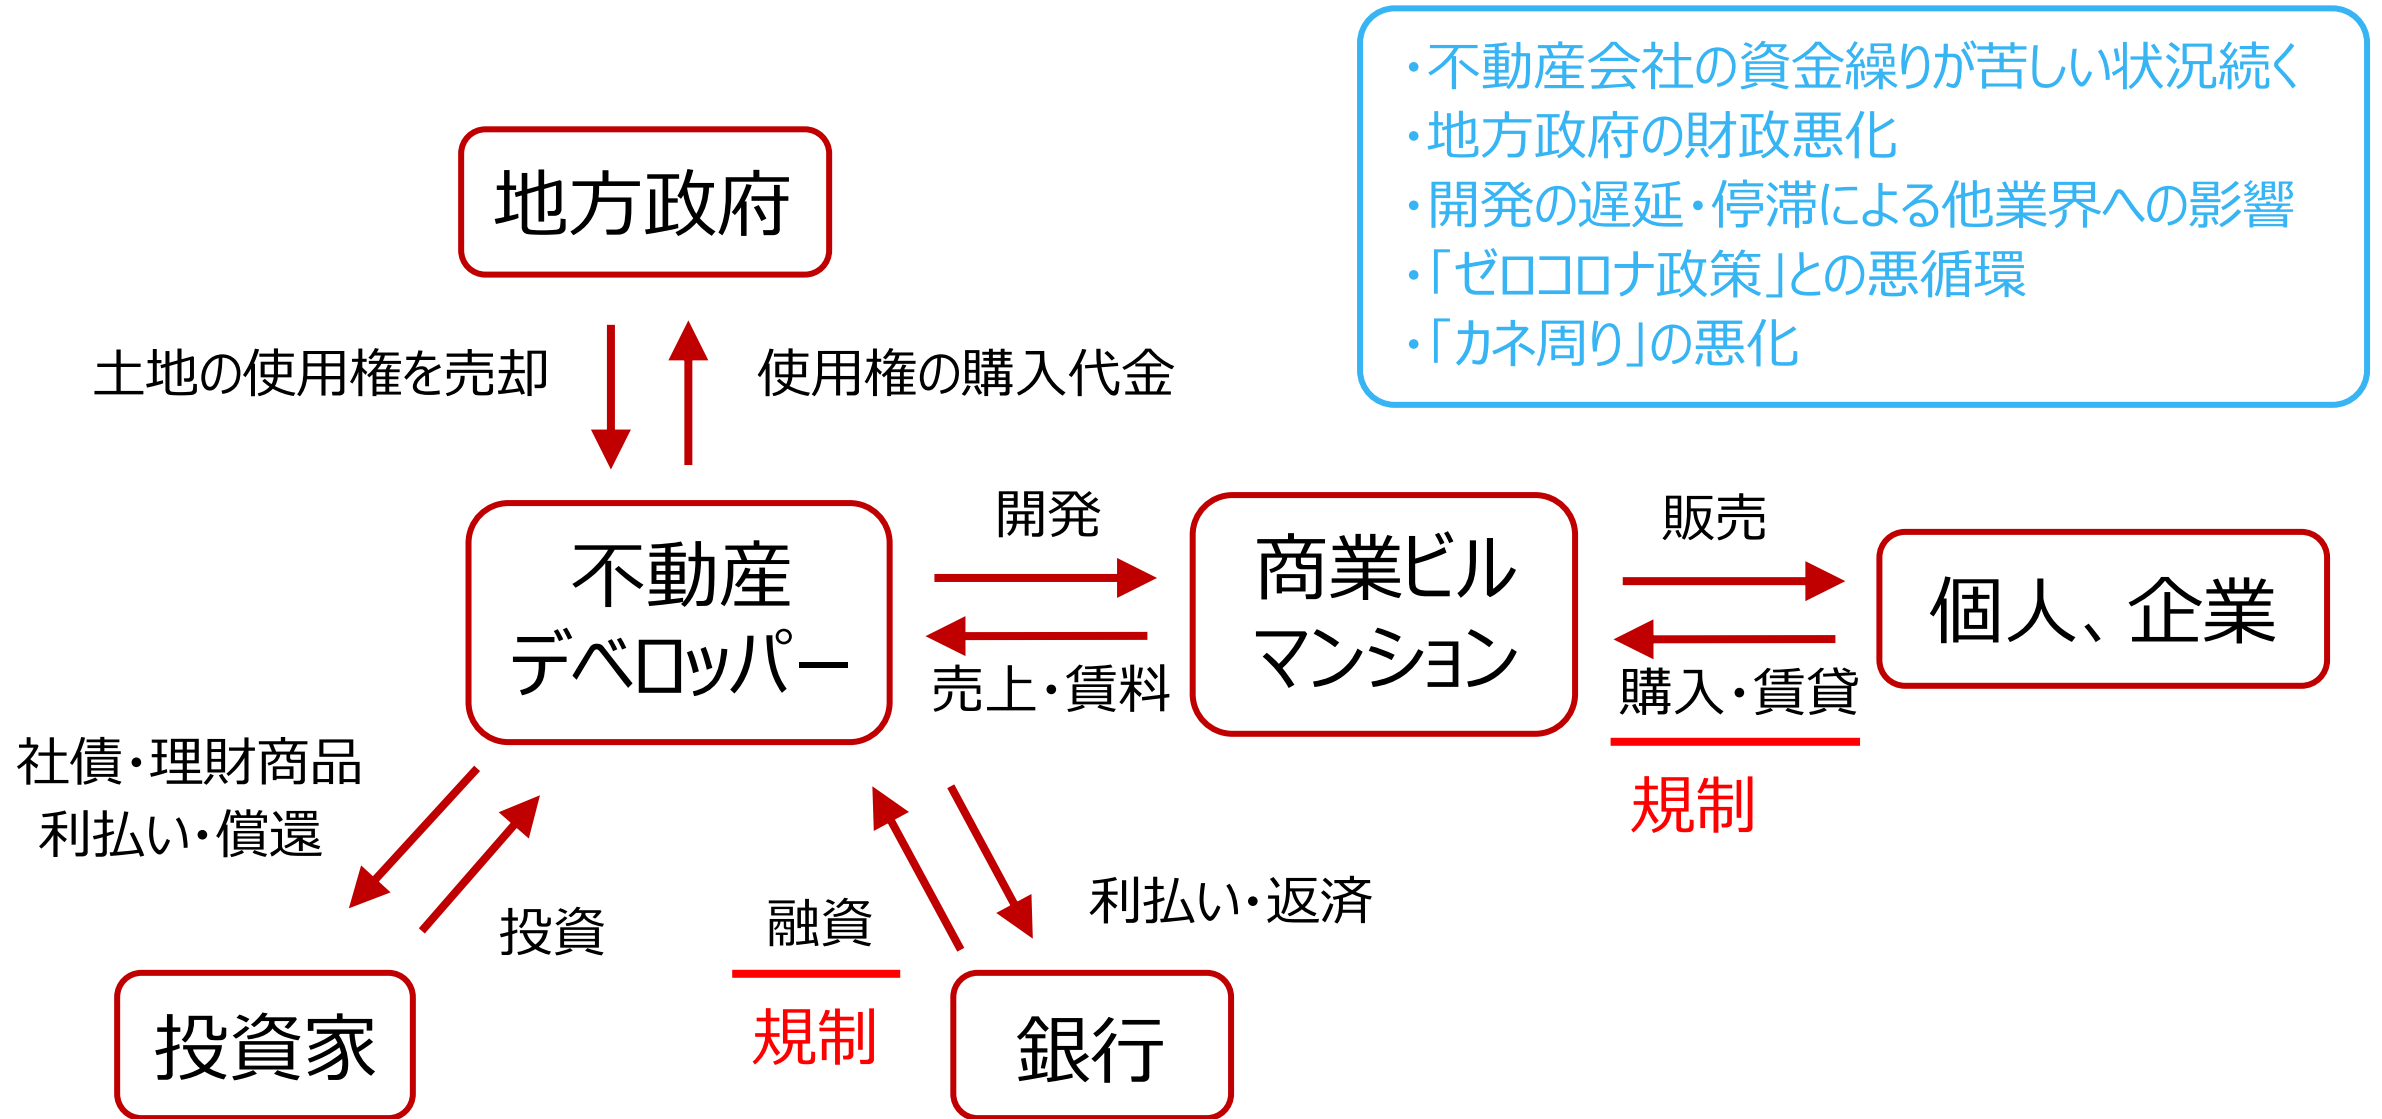 ・不動産会社の資金繰りが苦しい状況続く
・地方政府の財政悪化
・開発の遅延・停滞による他業界への影響
・「ゼロコロナ政策」との悪循環
・「カネ周り」の悪化
地方政府
土地の使用権を売却
使用権の購入代金
不動産
デベロッパー
開発
売上・賃料
商業ビル
マンション
販売
購入・賃貸
規制
個人、企業
社債・理財商品
利払い・償還
投資
融資
規制
利払い・返済
投資家
銀行